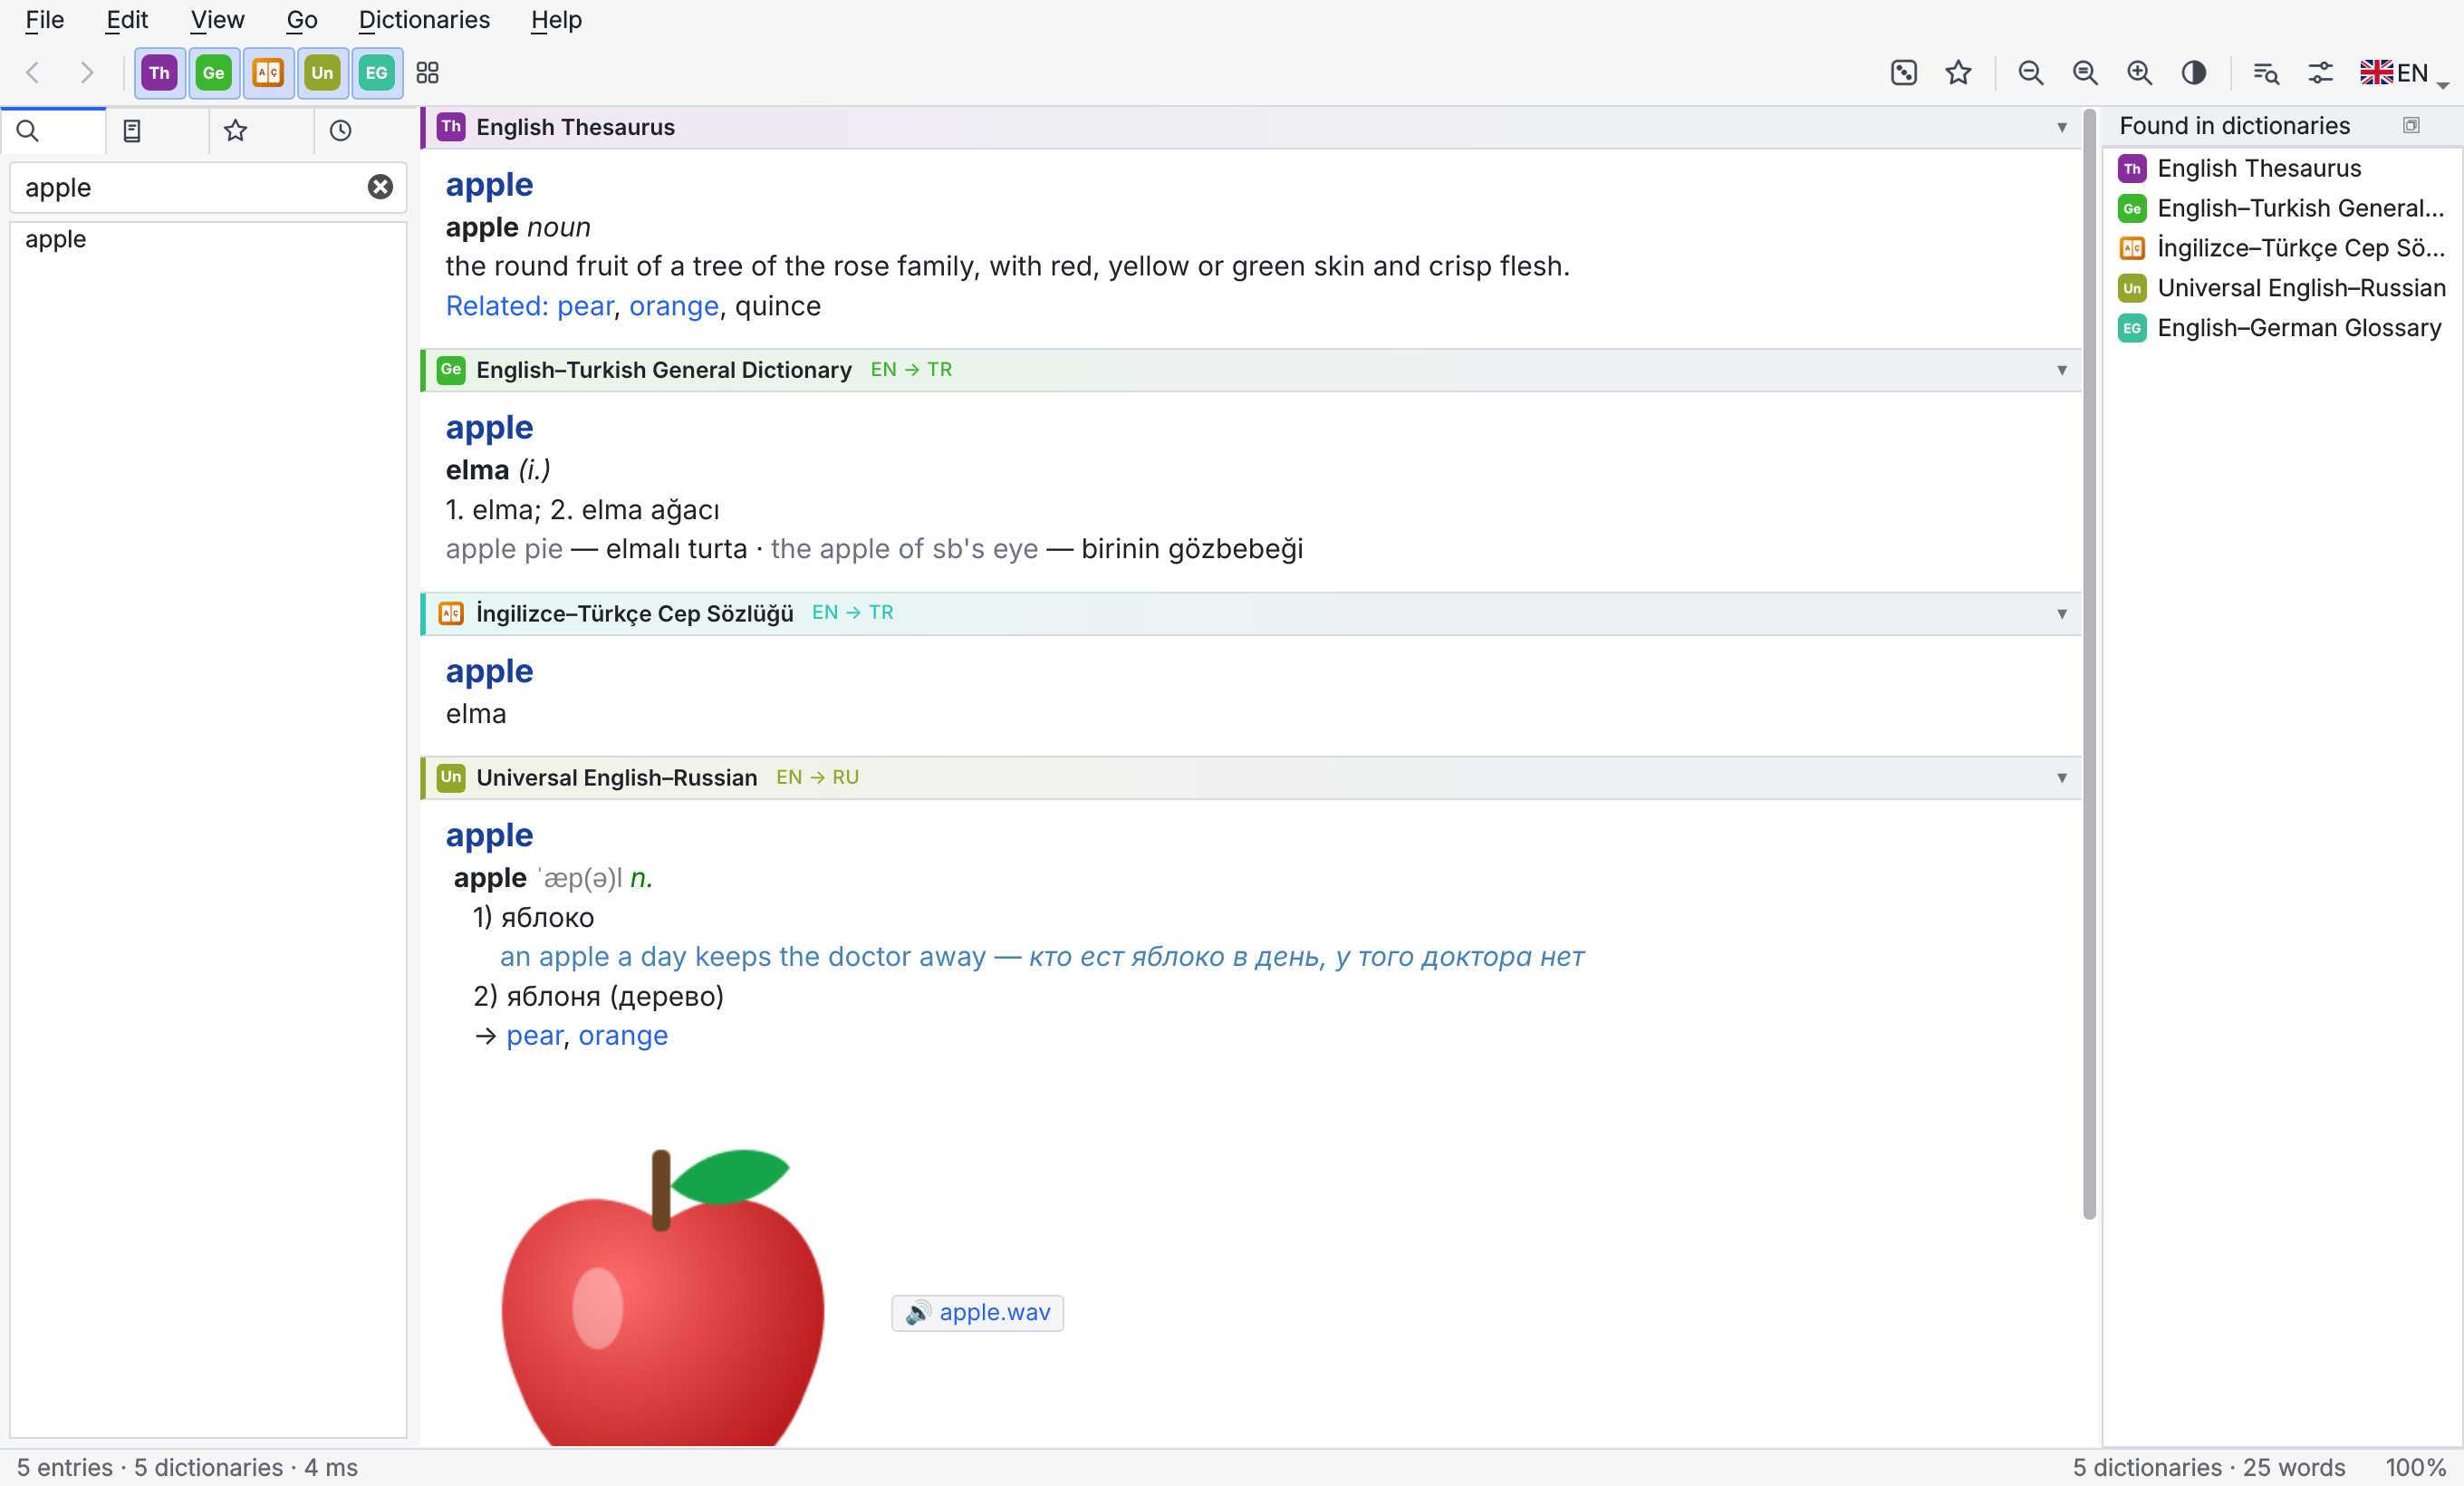 File Edit View Go Dictionaries Help
Th Ge A Ç Un EG EN
apple
apple
Th English Thesaurus
apple
apple noun
the round fruit of a tree of the rose family, with red, yellow or green skin and crisp flesh.
Related: pear, orange, quince
Ge English–Turkish General Dictionary EN → TR
apple
elma (i.)
1. elma; 2. elma ağacı
apple pie — elmalı turta · the apple of sb's eye — birinin gözbebeği
A Ç İngilizce–Türkçe Cep Sözlüğü EN → TR
apple
elma
Un Universal English–Russian EN → RU
apple
apple ˈæp(ə)l n.
1) яблоко
an apple a day keeps the doctor away — кто ест яблоко в день, у того доктора нет
2) яблоня (дерево)
→ pear, orange
apple.wav
Found in dictionaries
Th English Thesaurus
Ge English–Turkish General...
A Ç İngilizce–Türkçe Cep Sö...
Un Universal English–Russian
EG English–German Glossary
5 entries · 5 dictionaries · 4 ms
5 dictionaries · 25 words 100%